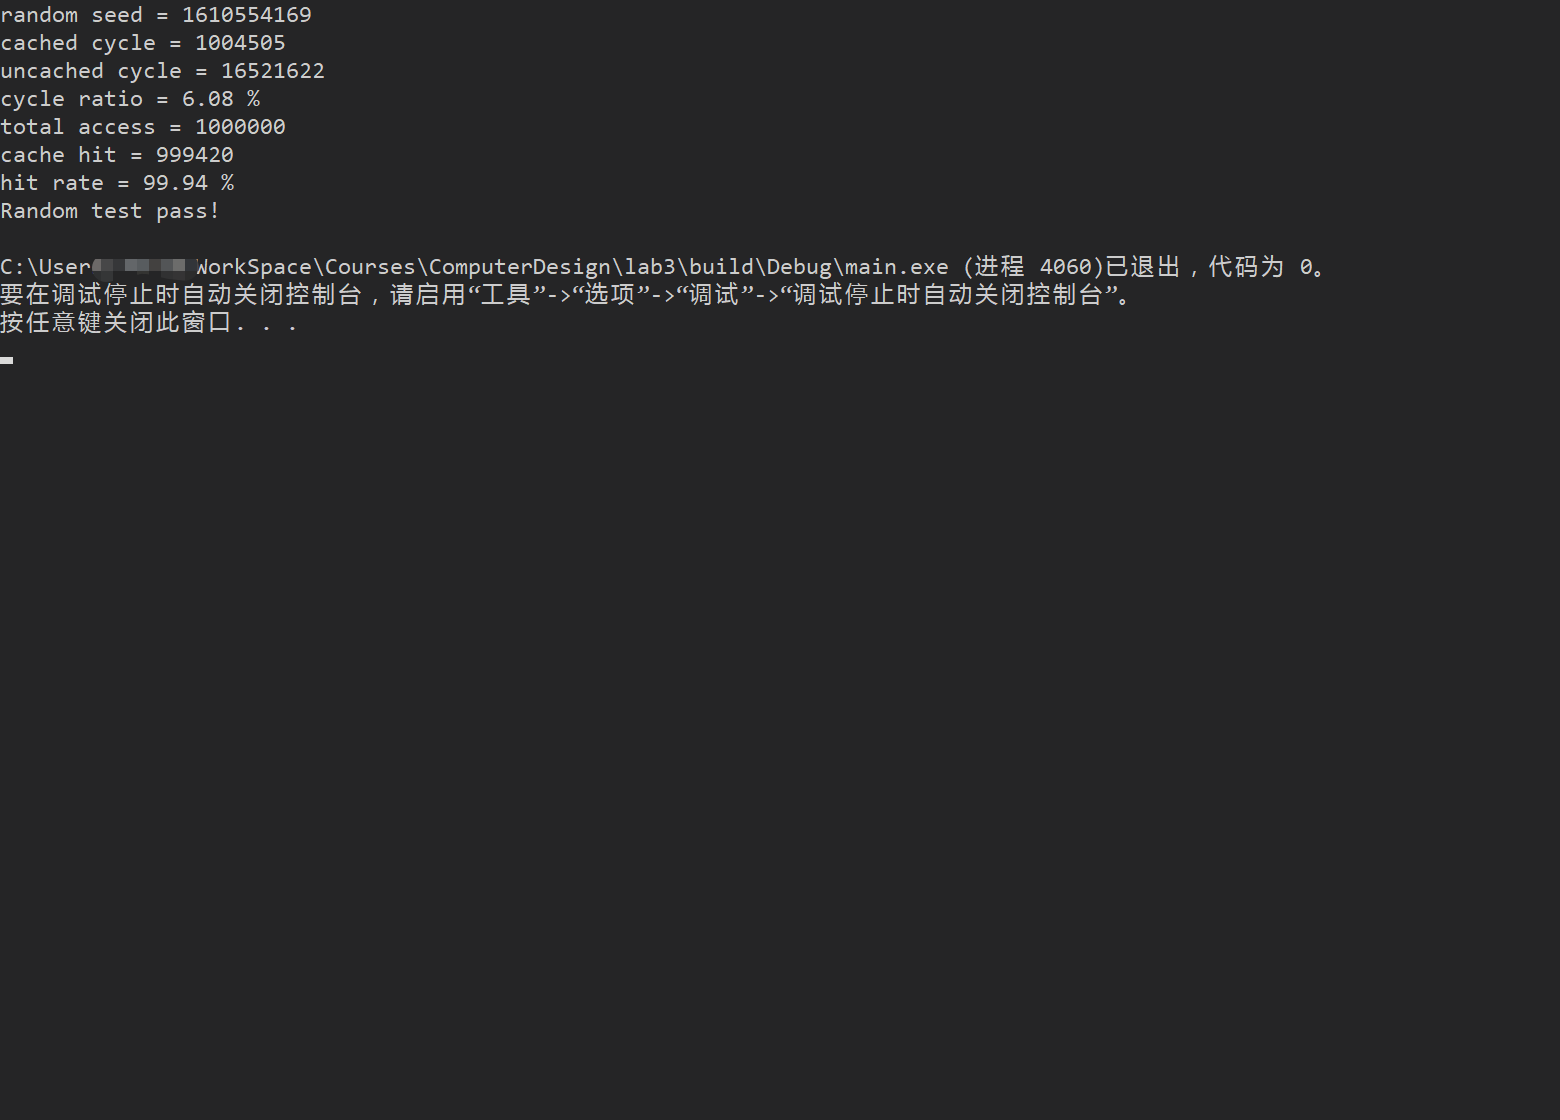 random seed = 1610554169
cached cycle = 1004505
uncached cycle = 16521622
cycle ratio = 6.08 %
total access = 1000000
cache hit = 999420
hit rate = 99.94 %
Random test pass!
C:\User WorkSpace\Courses\ComputerDesign\lab3\build\Debug\main.exe (进程 4060)已退出，代码为 0。
要在调试停止时自动关闭控制台，请启用“工具”->“选项”->“调试”->“调试停止时自动关闭控制台”。
按任意键关闭此窗口. . .